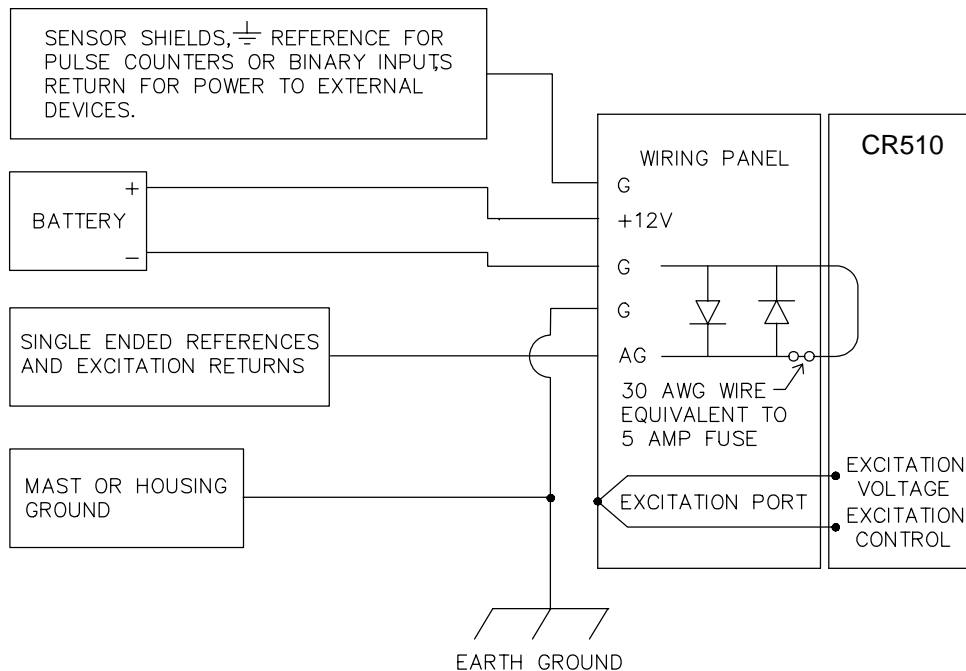 SENSOR SHIELDS, ⏚ REFERENCE FOR
PULSE COUNTERS OR BINARY INPUTS,
RETURN FOR POWER TO EXTERNAL
DEVICES.
BATTERY
+
−
SINGLE ENDED REFERENCES
AND EXCITATION RETURNS
MAST OR HOUSING
GROUND
WIRING PANEL
G
+12V
G
G
AG
30 AWG WIRE
EQUIVALENT TO
5 AMP FUSE
EXCITATION PORT
CR510
EXCITATION
VOLTAGE
EXCITATION
CONTROL
EARTH GROUND